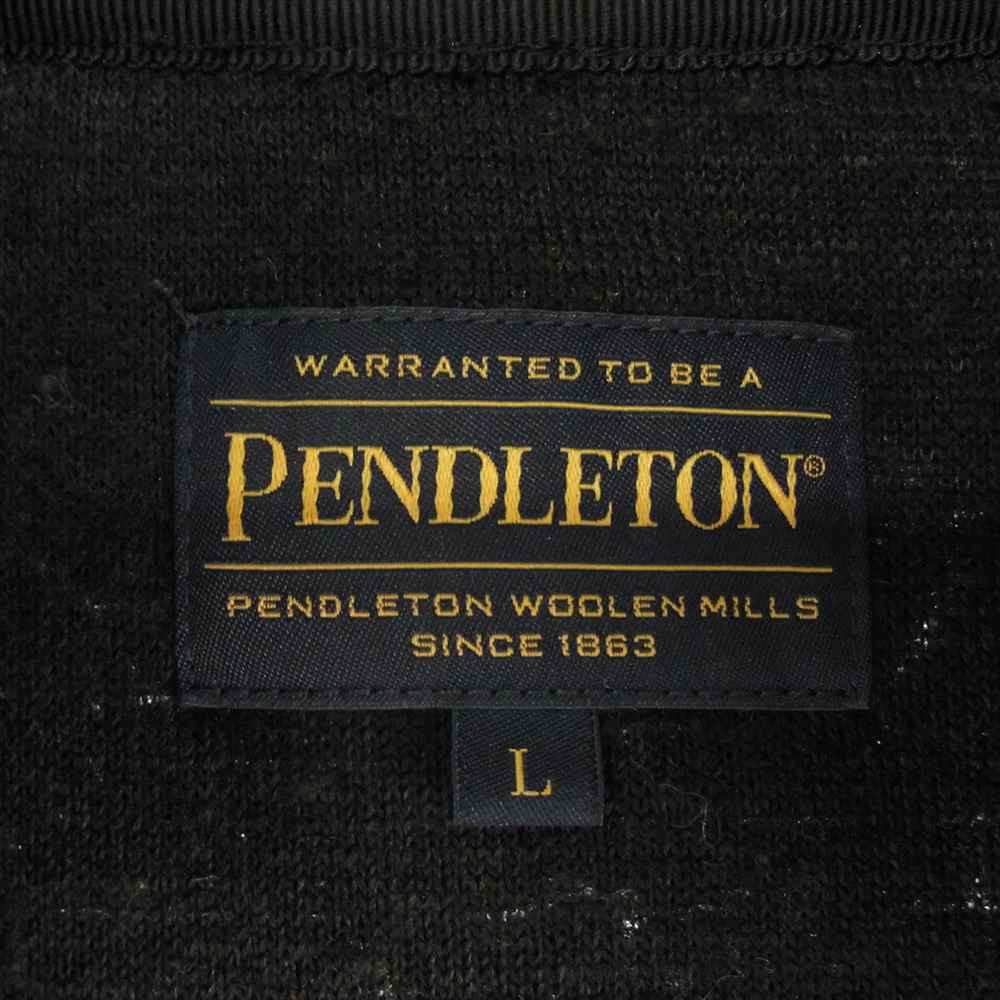 WARRANTED TO BE A
PENDLETON®
PENDLETON WOOLEN MILLS
SINCE 1863
L